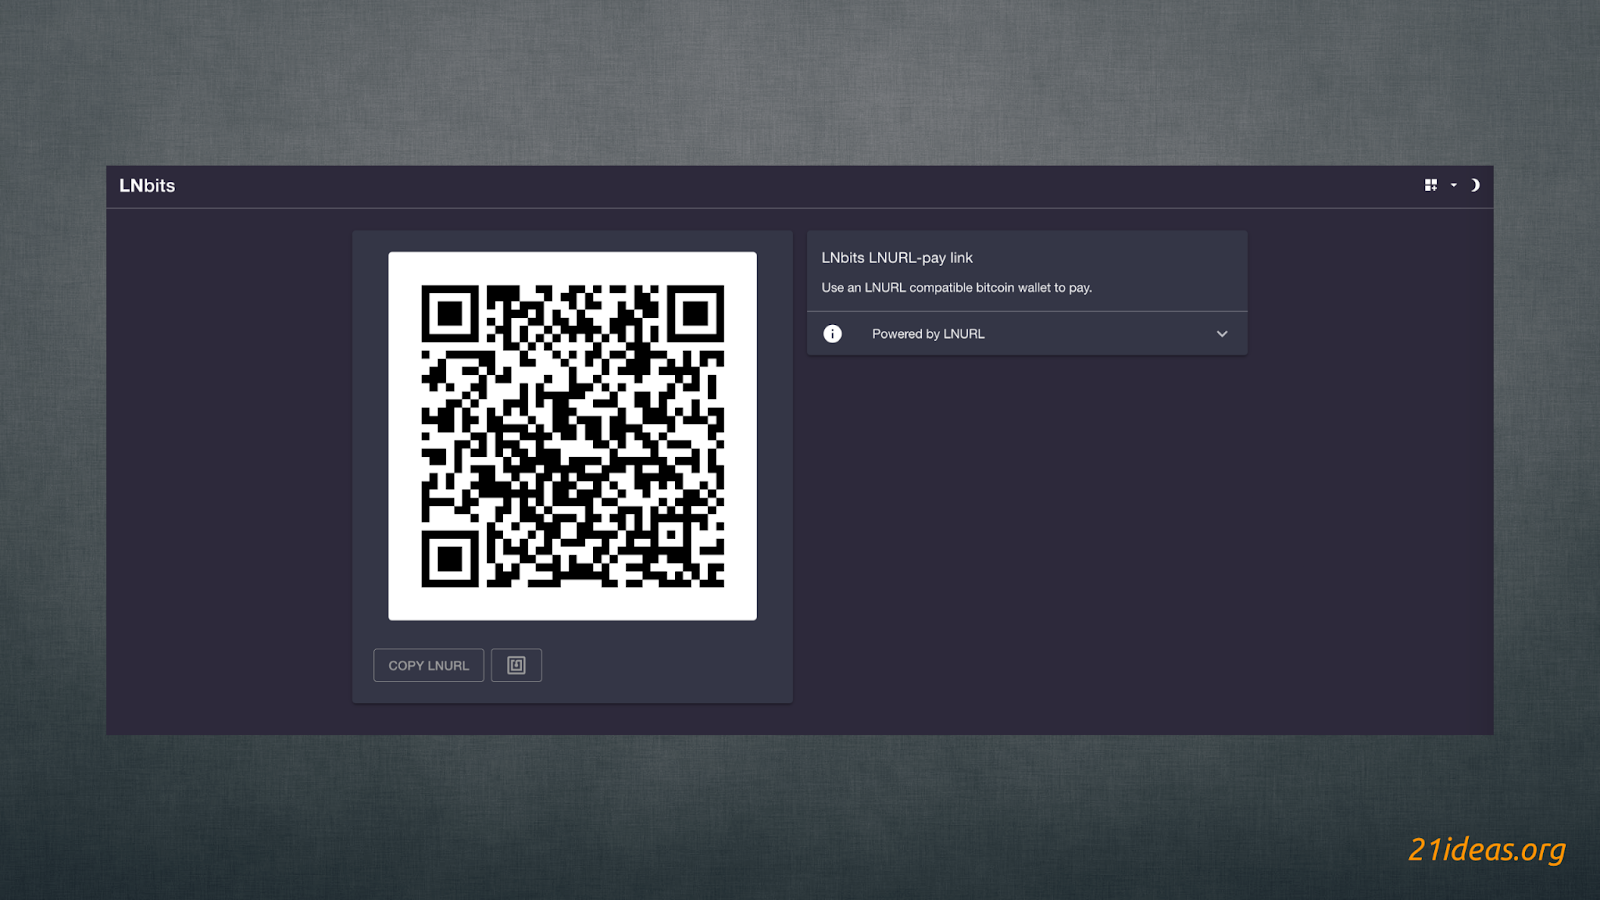 LNbits
LNbits LNURL-pay link
Use an LNURL compatible bitcoin wallet to pay.
Powered by LNURL
COPY LNURL
21ideas.org